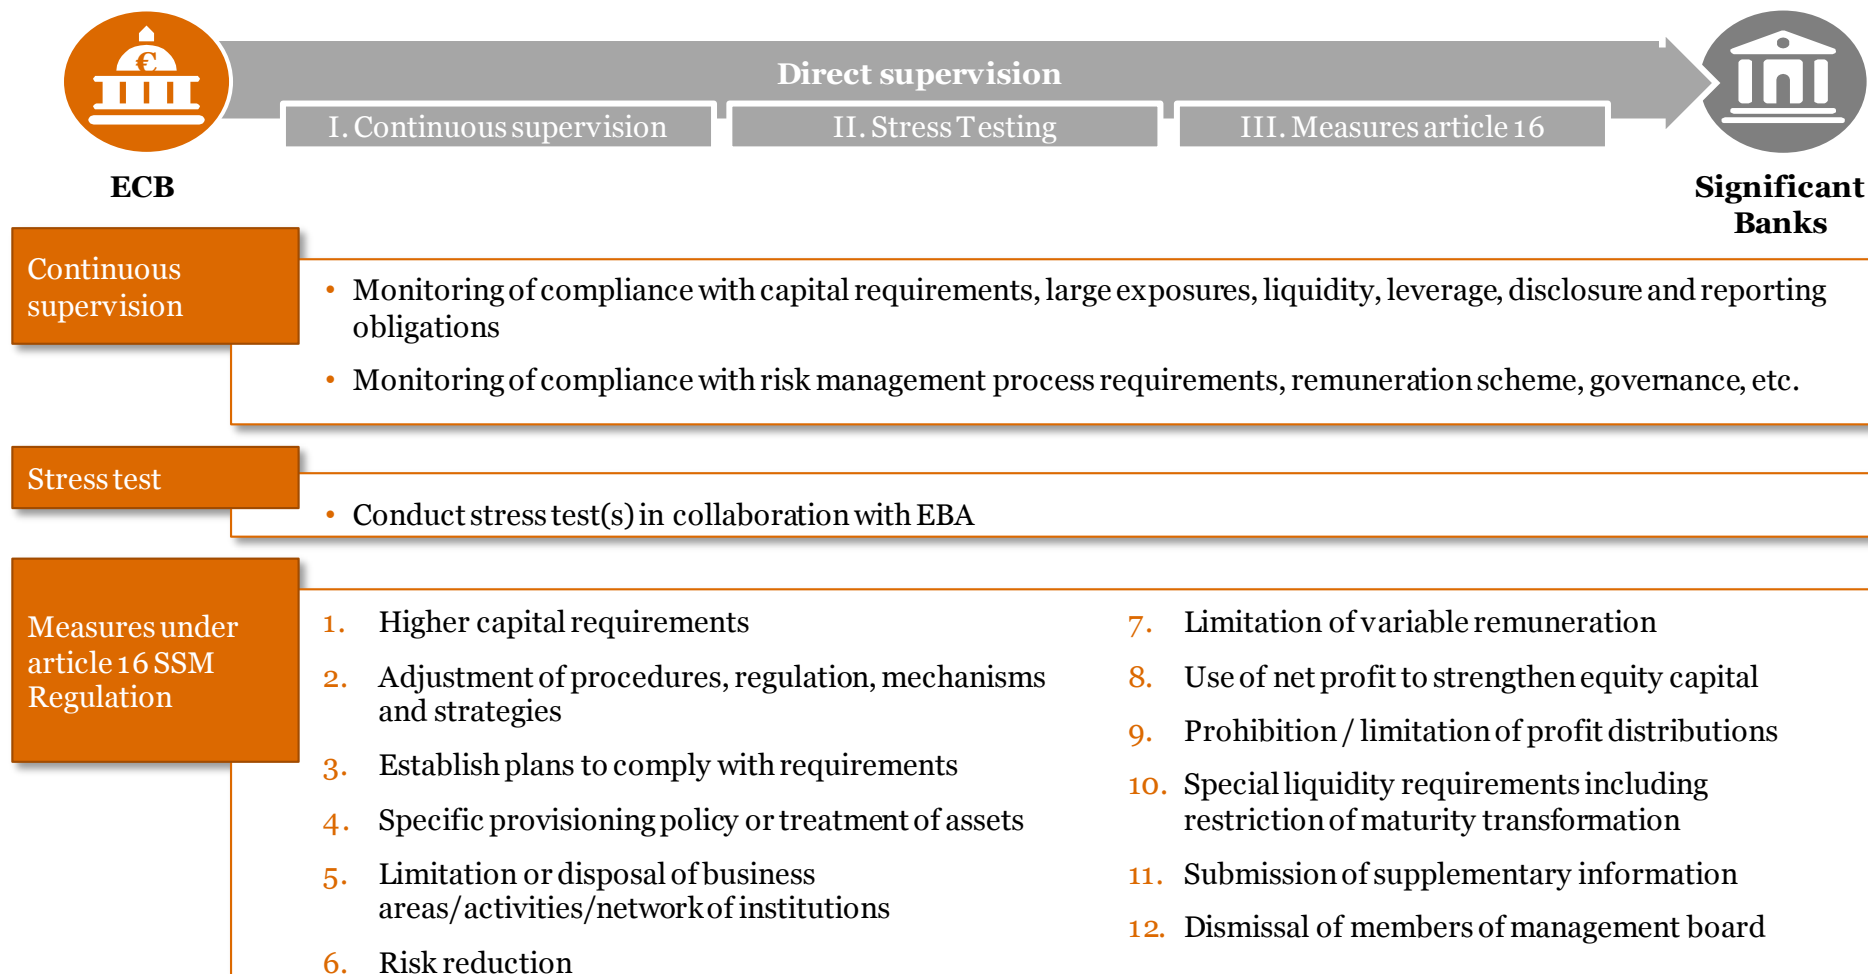 €
Direct supervision
I. Continuous supervision
II. Stress Testing
III. Measures article 16
ECB
Significant
Banks
Continuous
supervision
• Monitoring of compliance with capital requirements, large exposures, liquidity, leverage, disclosure and reporting
obligations
• Monitoring of compliance with risk management process requirements, remuneration scheme, governance, etc.
Stress test
• Conduct stress test(s) in collaboration with EBA
Measures under
article 16 SSM
Regulation
1. Higher capital requirements
2. Adjustment of procedures, regulation, mechanisms
and strategies
3. Establish plans to comply with requirements
4. Specific provisioning policy or treatment of assets
5. Limitation or disposal of business
areas/activities/network of institutions
6. Risk reduction
7. Limitation of variable remuneration
8. Use of net profit to strengthen equity capital
9. Prohibition / limitation of profit distributions
10. Special liquidity requirements including
restriction of maturity transformation
11. Submission of supplementary information
12. Dismissal of members of management board